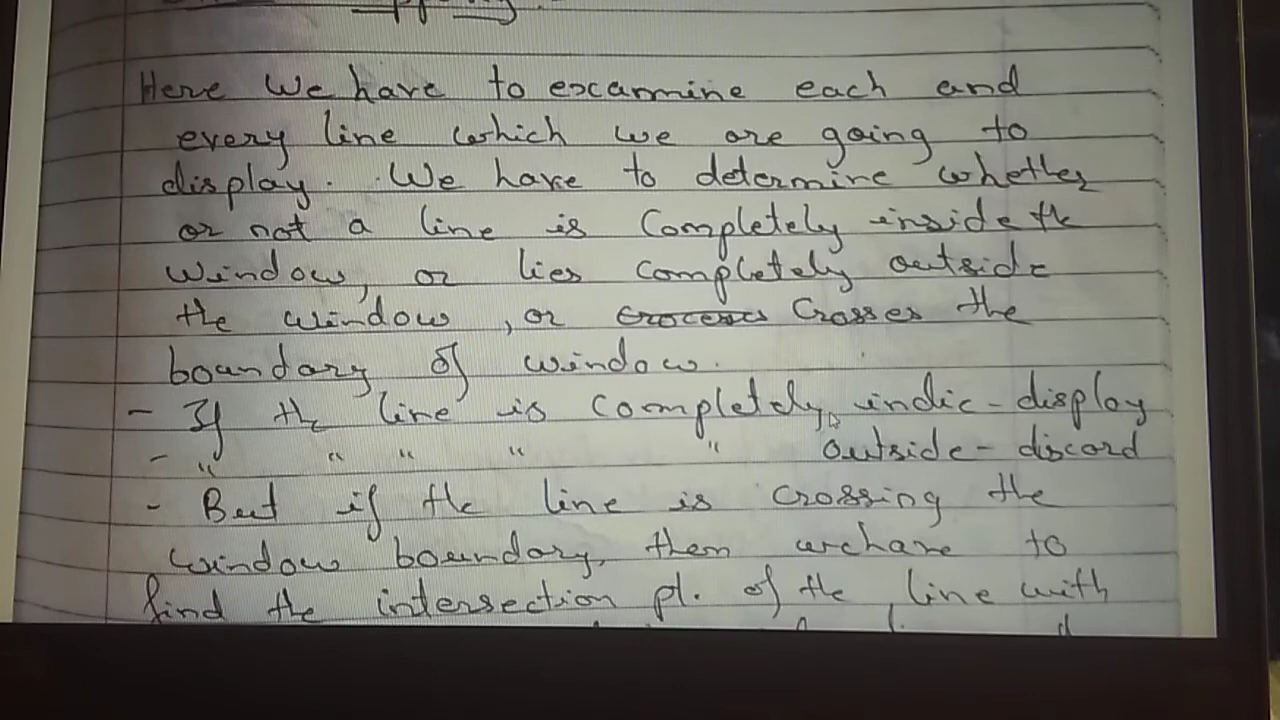 Here we have to examine each and
every line which we are going to
display. We have to determine whether
or not a line is completely inside the
window, or lies completely outside
the window, or crosses the
boundary of window.
- If the line is completely indic - display
- " " " " " outside - discard
- But if the line is crossing the
window boundary, then we have to
find the intersection pt. of the line with